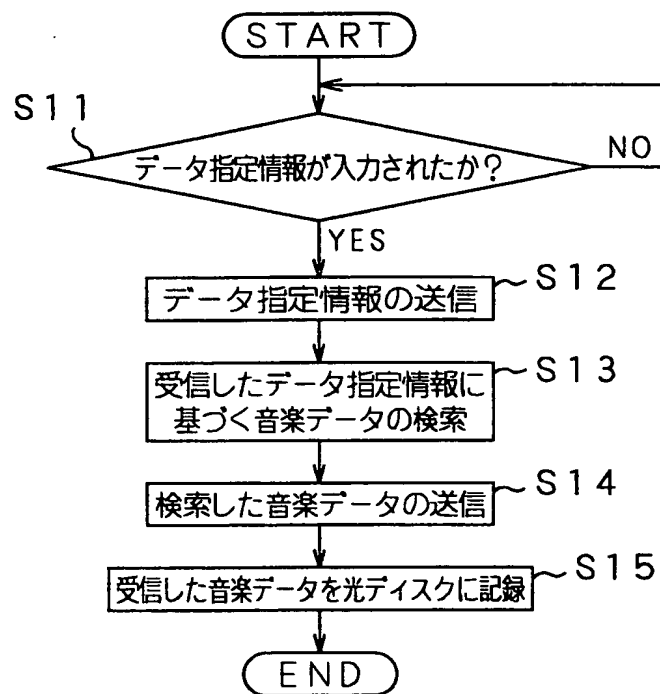 START
S11
データ指定情報が入力されたか?
NO
YES
データ指定情報の送信
S12
受信したデータ指定情報に
基づく音楽データの検索
S13
検索した音楽データの送信
S14
受信した音楽データを光ディスクに記録
S15
END